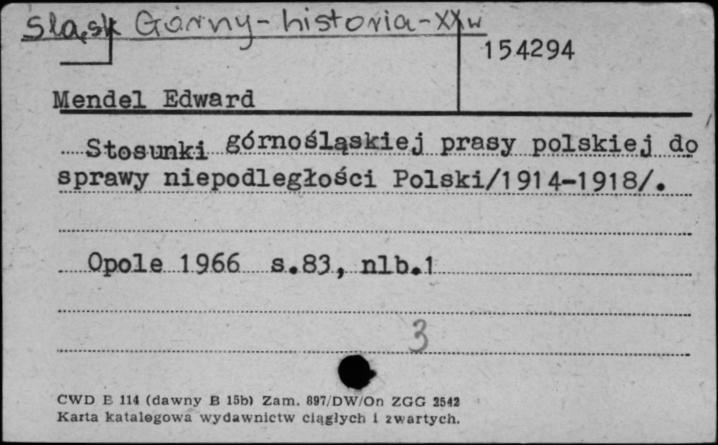 Śląsk Górny - historia - XX w
154294
Mendel Edward
Stosunki górnośląskiej prasy polskiej do
sprawy niepodległości Polski/1914-1918/.
Opole 1966 s.83, nlb.1
3
CWD B 114 (dawny B 15b) Zam. 897/DW/On ZGG 2542
Karta katalogowa wydawnictw ciągłych i zwartych.